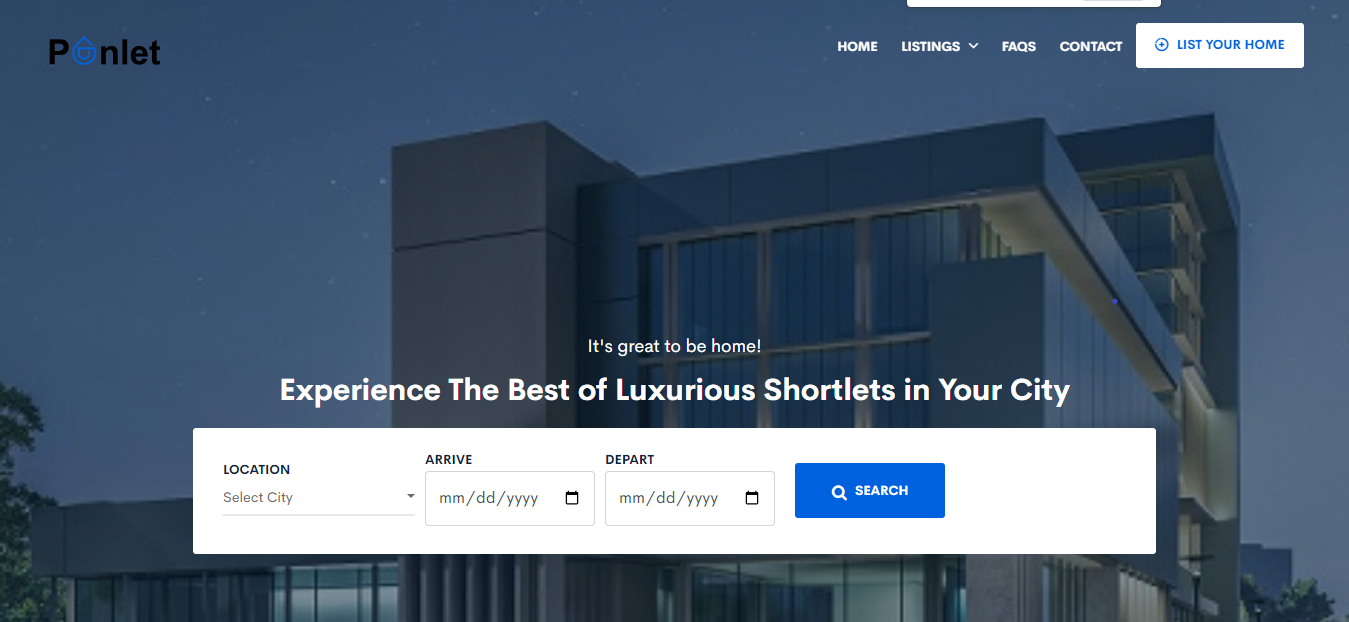 Ponlet
HOME LISTINGS FAQS CONTACT LIST YOUR HOME
It's great to be home!
Experience The Best of Luxurious Shortlets in Your City
LOCATION
Select City
ARRIVE
mm/dd/yyyy
DEPART
mm/dd/yyyy
SEARCH